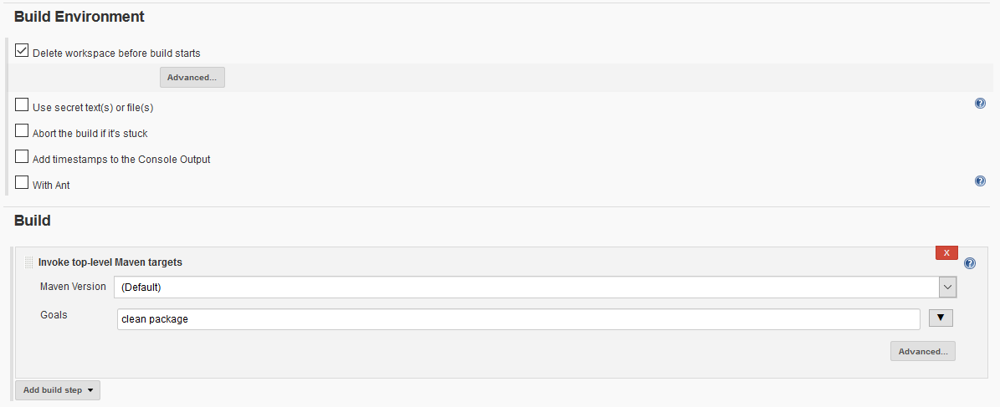 Build Environment
Delete workspace before build starts
Advanced...
Use secret text(s) or file(s)
?
Abort the build if it's stuck
Add timestamps to the Console Output
With Ant
?
Build
X
Invoke top-level Maven targets
?
Maven Version (Default)
Goals clean package
Advanced...
Add build step